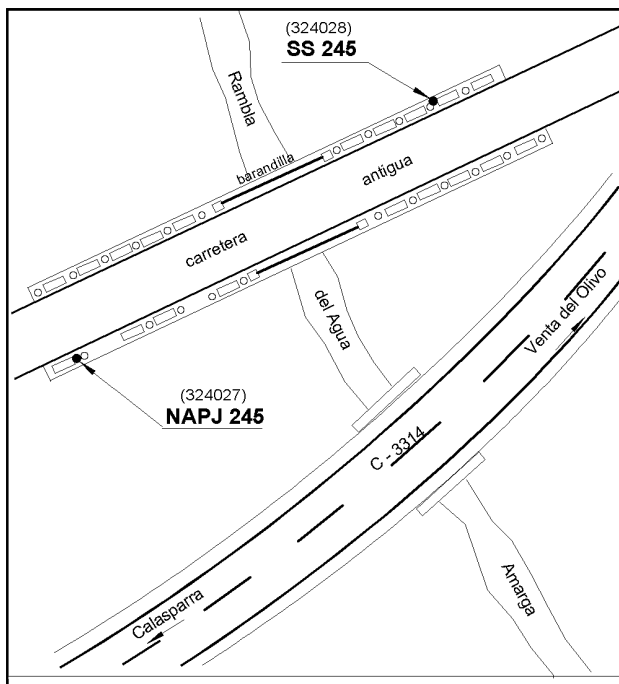 (324028)
SS 245
Rambla
barandilla
antigua
carretera
del Agua
Venta del Olivo
(324027)
NAPJ 245
C - 3314
Calasparra
Amarga